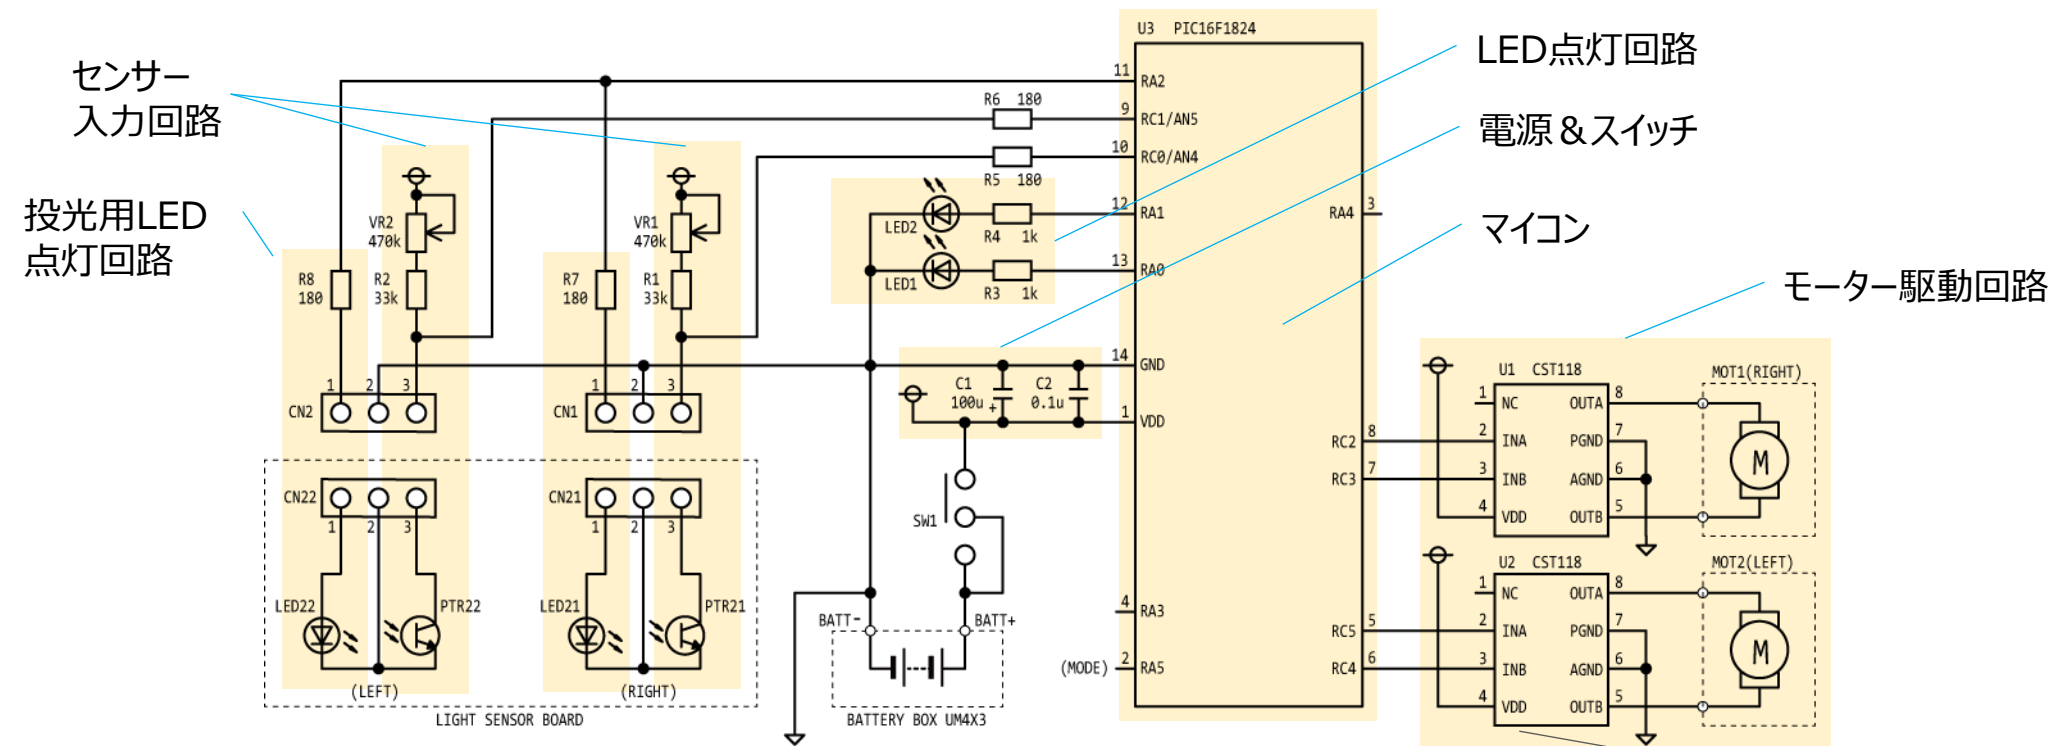 センサー
入力回路
投光用LED
点灯回路
LED点灯回路
電源＆スイッチ
マイコン
モーター駆動回路
U3 PIC16F1824
11 RA2
R6 180
9 RC1/AN5
10 RC0/AN4
R5 180
12 RA1
LED2
R4 1k
13 RA0
LED1
R3 1k
RA4 3
VR2
470k
VR1
470k
R8
180
R2
33k
R7
180
R1
33k
14 GND
C1
100u +
C2
0.1u
1 VDD
1 2 3
CN2
1 2 3
CN1
CN22
1 2 3
CN21
1 2 3
LED22
PTR22
LED21
PTR21
(LEFT)
(RIGHT)
LIGHT SENSOR BOARD
SW1
BATT-
BATT+
BATTERY BOX UM4X3
4 RA3
(MODE) 2 RA5
RC2 8
RC3 7
RC5 5
RC4 6
U1 CST118
MOT1(RIGHT)
1 NC OUTA 8
2 INA PGND 7
3 INB AGND 6
4 VDD OUTB 5
M
U2 CST118
MOT2(LEFT)
1 NC OUTA 8
2 INA PGND 7
3 INB AGND 6
4 VDD OUTB 5
M